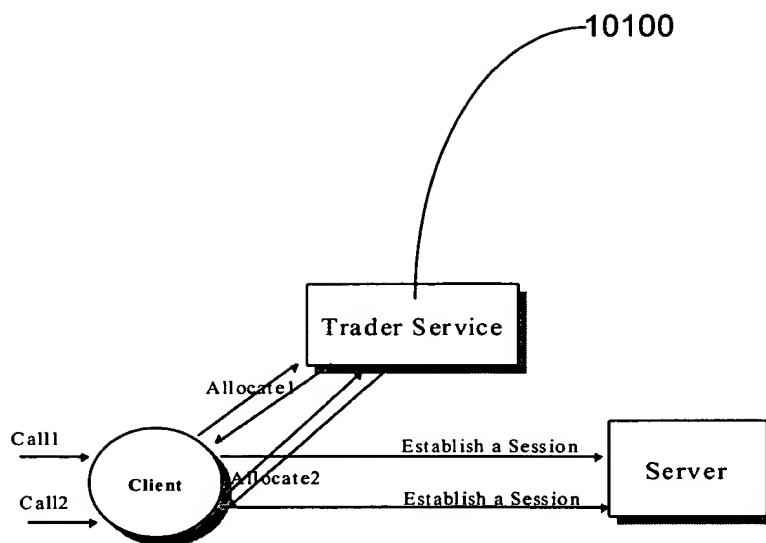 10100
Trader Service
Allocate1
Call1
Establish a Session
Client
Allocate2
Server
Call2
Establish a Session